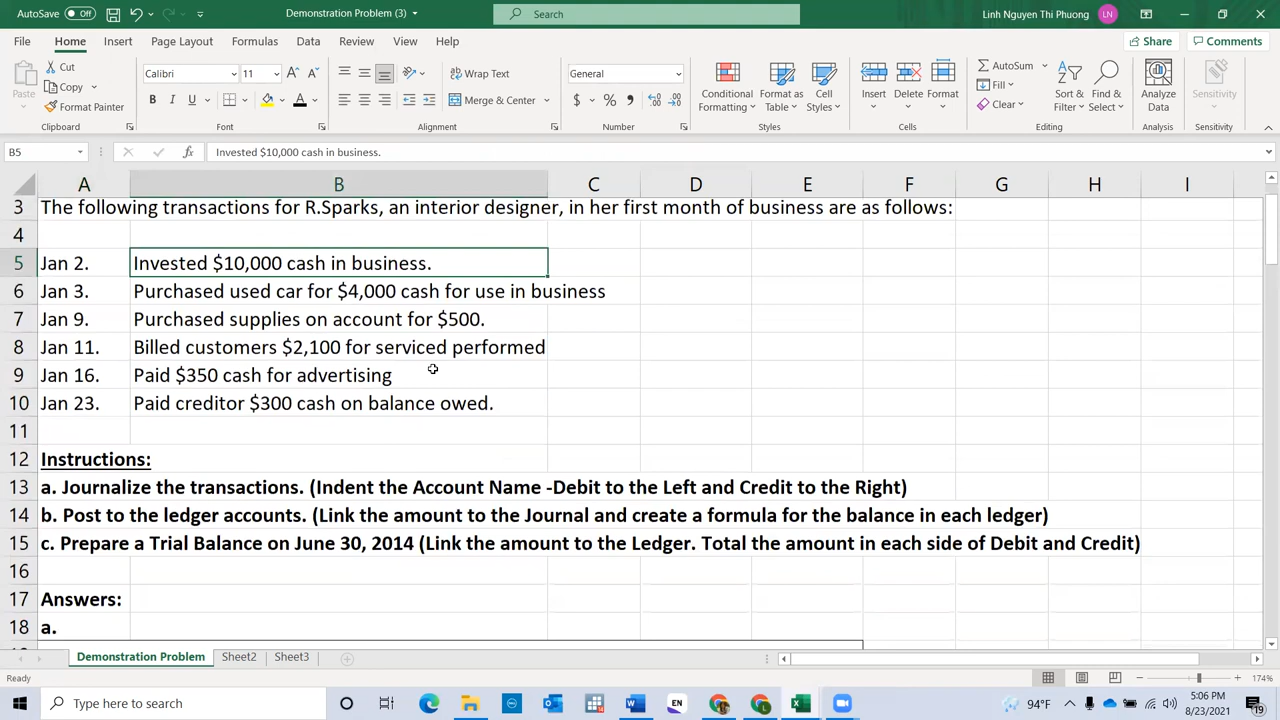 AutoSave Off Demonstration Problem (3) Search Linh Nguyen Thi Phuong LN
File Home Insert Page Layout Formulas Data Review View Help Share Comments
Paste Cut Copy Format Painter Clipboard
Calibri 11 B I U Font
Wrap Text Merge & Center Alignment
General $ % Number
Conditional Formatting Format as Table Cell Styles Styles
Insert Delete Format Cells
AutoSum Fill Clear Sort & Filter Find & Select Editing
Analyze Data Analysis Sensitivity Sensitivity
B5 fx Invested $10,000 cash in business.
A B C D E F G H I
3 The following transactions for R.Sparks, an interior designer, in her first month of business are as follows:
4
5 Jan 2. Invested $10,000 cash in business.
6 Jan 3. Purchased used car for $4,000 cash for use in business
7 Jan 9. Purchased supplies on account for $500.
8 Jan 11. Billed customers $2,100 for serviced performed
9 Jan 16. Paid $350 cash for advertising
10 Jan 23. Paid creditor $300 cash on balance owed.
11
12 Instructions:
13 a. Journalize the transactions. (Indent the Account Name -Debit to the Left and Credit to the Right)
14 b. Post to the ledger accounts. (Link the amount to the Journal and create a formula for the balance in each ledger)
15 c. Prepare a Trial Balance on June 30, 2014 (Link the amount to the Ledger. Total the amount in each side of Debit and Credit)
16
17 Answers:
18 a.
Demonstration Problem Sheet2 Sheet3
Ready 174%
Type here to search EN 94°F 5:06 PM
8/23/2021 19